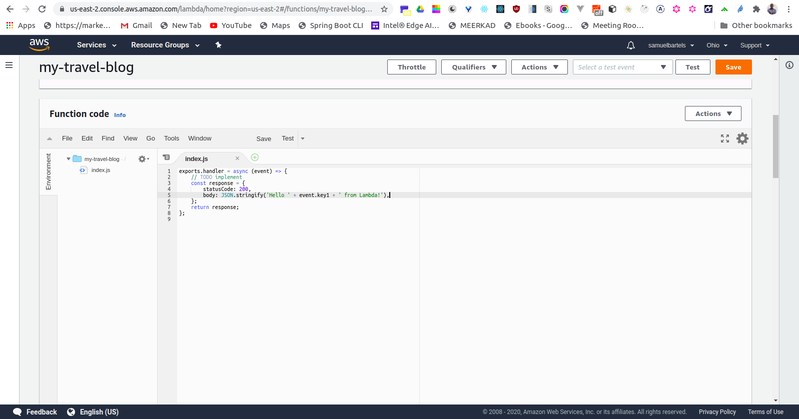 us-east-2.console.aws.amazon.com/lambda/home?region=us-east-2#/functions/my-travel-blog...
Apps https://marke... Gmail New Tab YouTube Maps Spring Boot CLI Intel® Edge AI... MEERKAD Ebooks - Goog... Meeting Roo... Other bookmarks
aws Services Resource Groups samuelbartels Ohio Support
my-travel-blog Throttle Qualifiers Actions Select a test event Test Save
Function code Info Actions
File Edit Find View Go Tools Window Save Test
Environment
my-travel-blog index.js
index.js
1 exports.handler = async (event) => {
2 // TODO implement
3 const response = {
4 statusCode: 200,
5 body: JSON.stringify('Hello ' + event.key1 + ' from Lambda!'),
6 };
7 return response;
8 };
9
Feedback English (US) © 2008 - 2020, Amazon Web Services, Inc. or its affiliates. All rights reserved. Privacy Policy Terms of Use